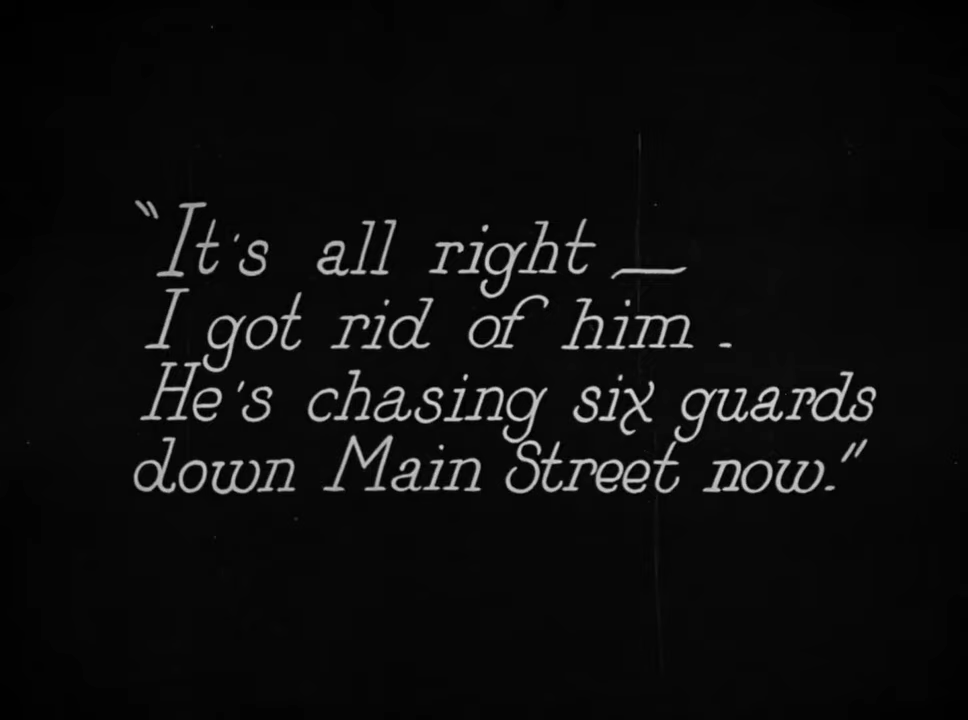 “It's all right —
I got rid of him.
He's chasing six guards
down Main Street now.”